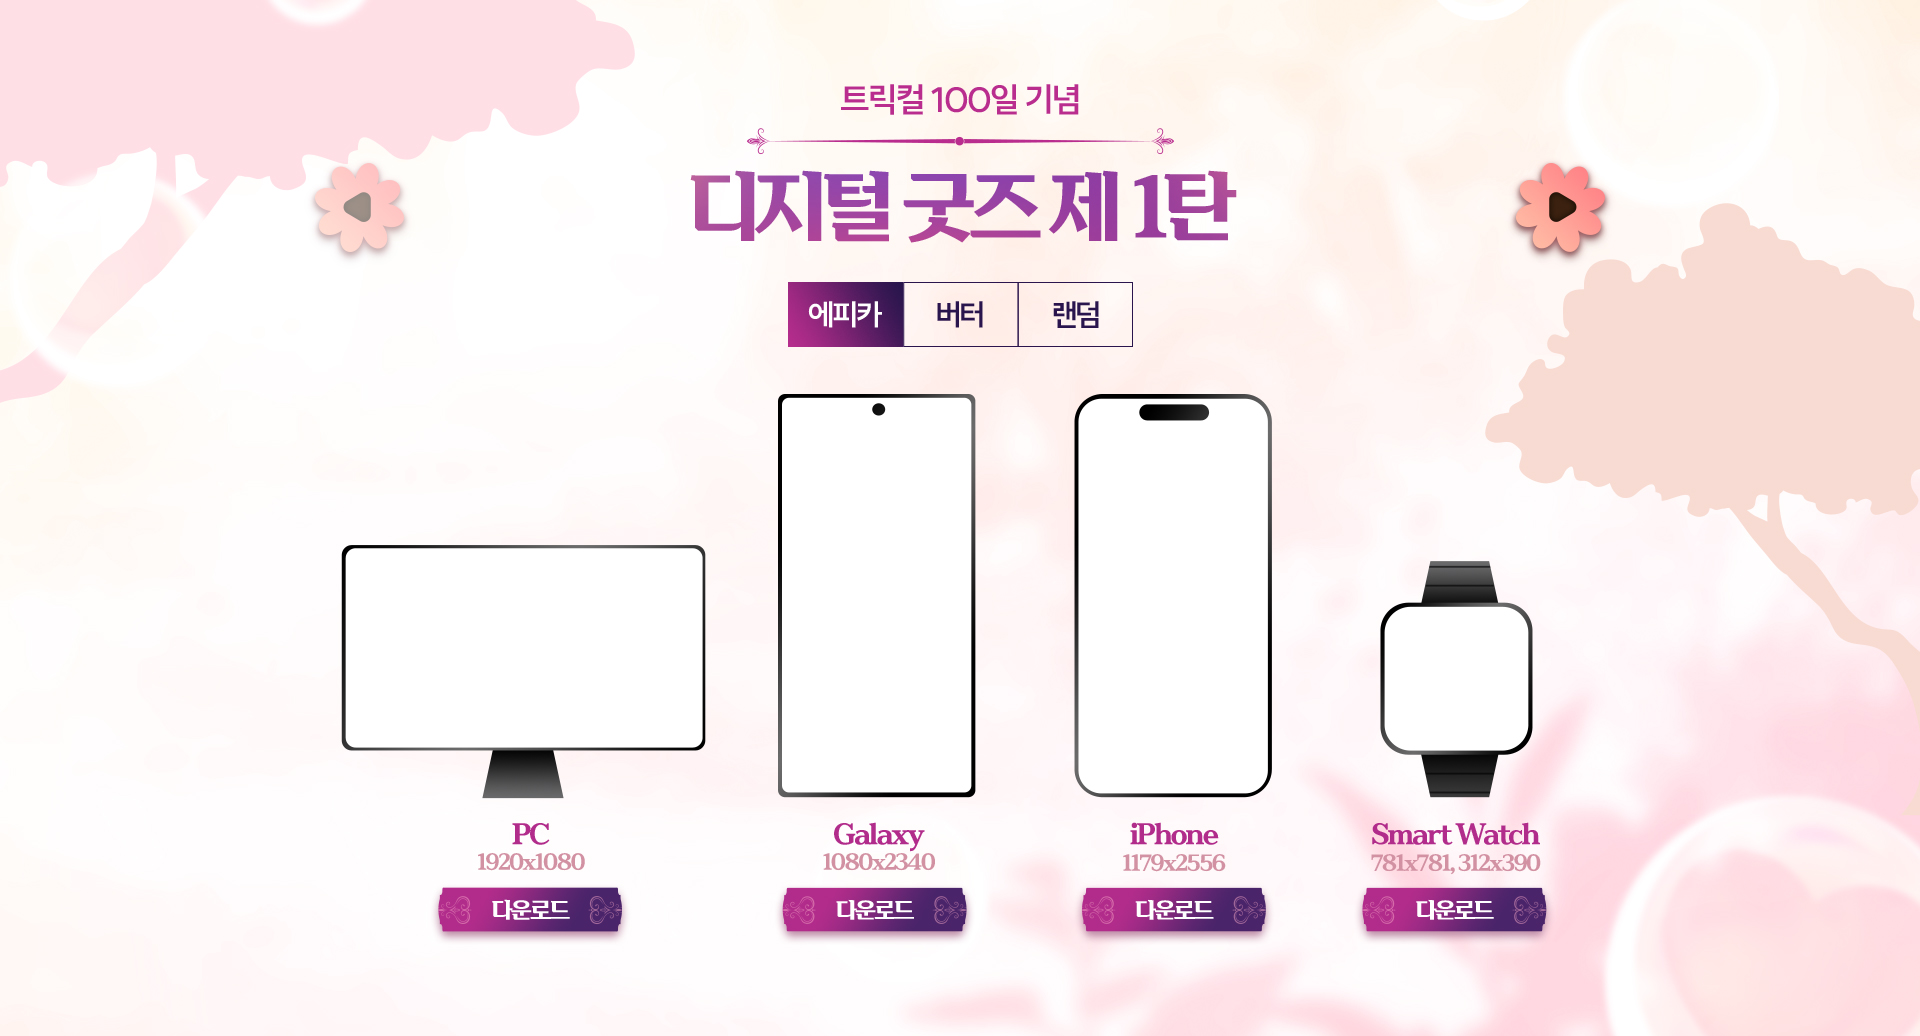 트릭컬 100일 기념
디지털 굿즈 제 1탄
에피카
버터
랜덤
PC
1920x1080
다운로드
Galaxy
1080x2340
다운로드
iPhone
1179x2556
다운로드
Smart Watch
781x781, 312x390
다운로드